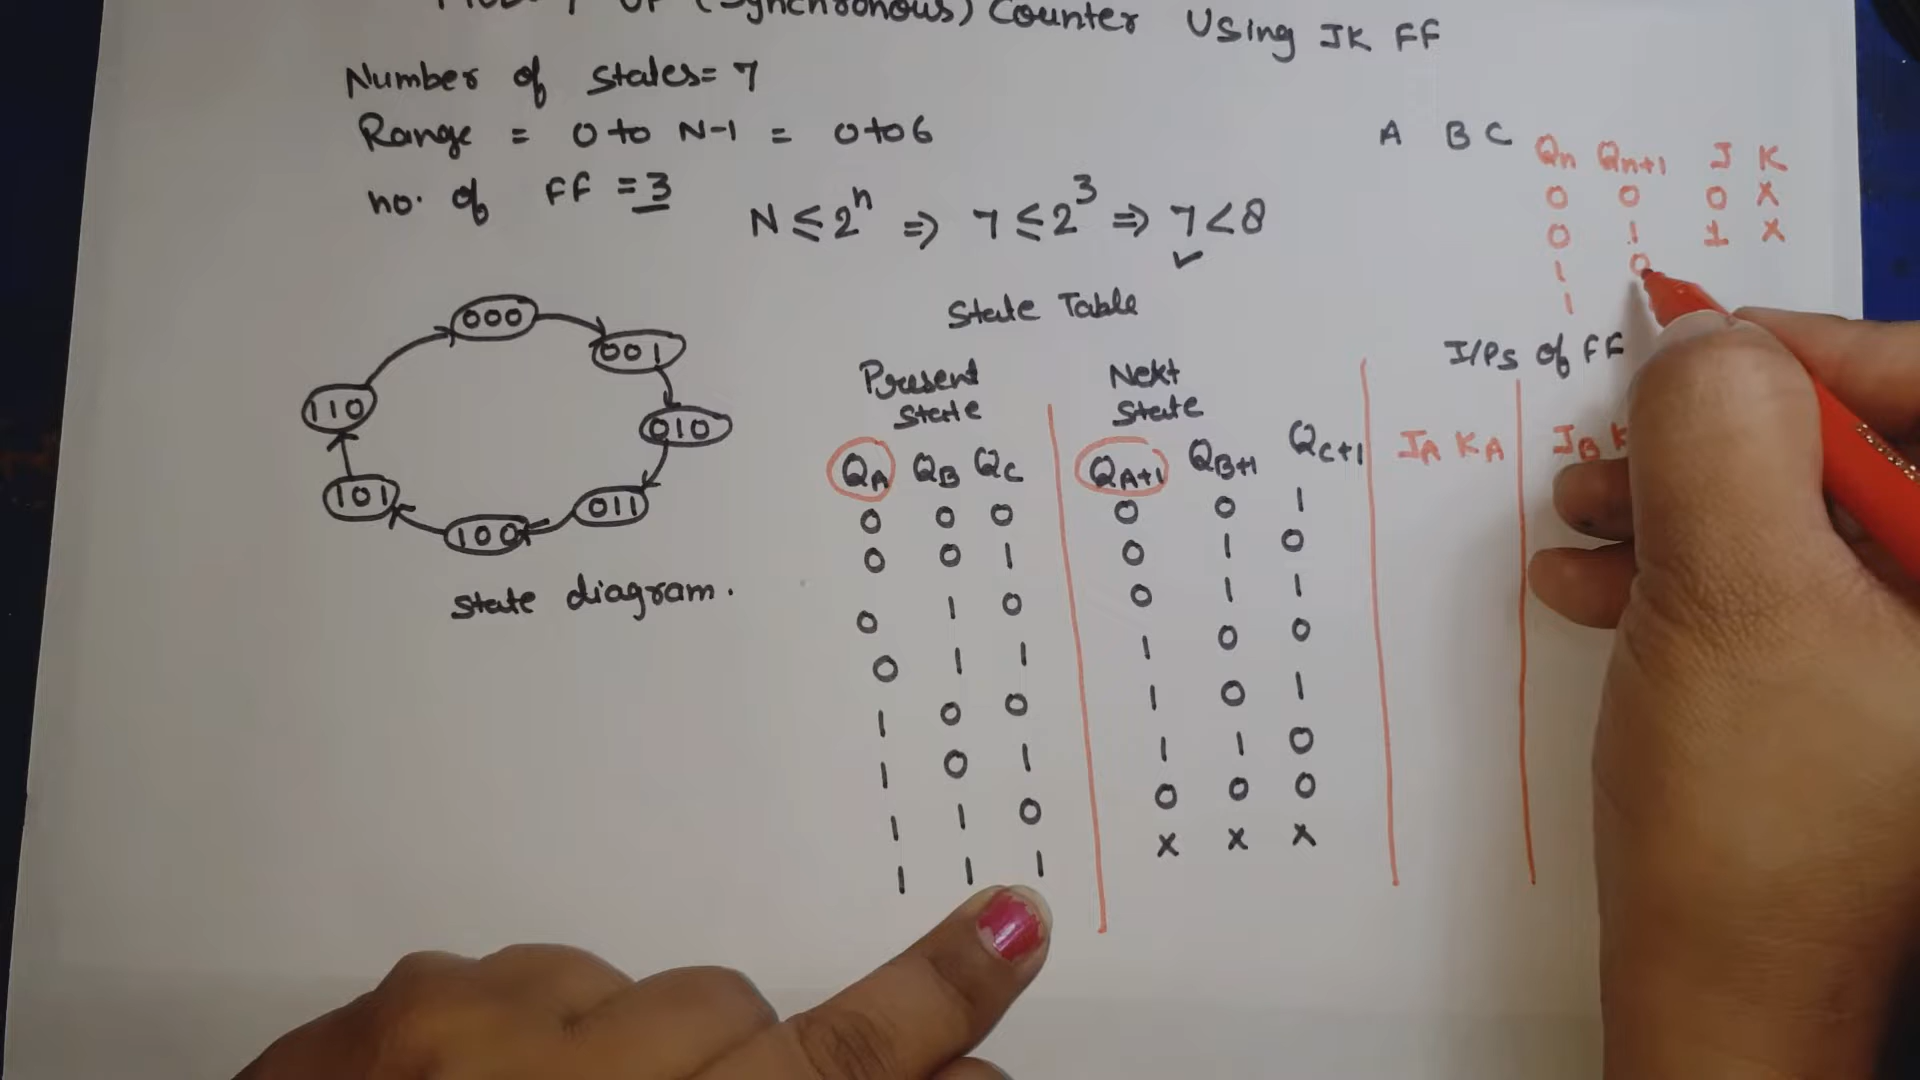 (Synchronous) Counter Using JK FF
Number of States = 7
Range = 0 to N-1 = 0 to 6
no. of FF = 3
N ≤ 2^n ⇒ 7 ≤ 2^3 ⇒ 7 < 8 ✓
A B C
Qn Qn+1 J K
0 0 0 X
0 1 1 X
1 0
1
000
001
010
011
100
101
110
State diagram.
State Table
Present State Next State I/Ps of FF
QA QB QC QA+1 QB+1 QC+1 JA KA JB K
0 0 0 0 0 1
0 0 1 0 1 0
0 1 0 0 1 1
0 1 1 1 0 0
1 0 0 1 0 1
1 0 1 1 1 0
1 1 0 0 0 0
1 1 1 X X X